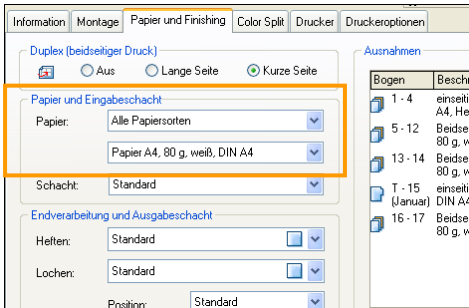 Information Montage Papier und Finishing Color Split Drucker Druckeroptionen
Duplex (beidseitiger Druck)
Aus Lange Seite Kurze Seite
Papier und Eingabeschacht
Papier: Alle Papiersorten
Papier A4, 80 g, weiß, DIN A4
Schacht: Standard
Endverarbeitung und Ausgabeschacht
Heften: Standard
Lochen: Standard
Position: Standard
Ausnahmen
Bogen Beschr
1 - 4 einseiti
A4, He
5 - 12 Beidse
80 g, w
13 - 14 Beidse
80 g, w
T - 15 einseiti
(Januar) DIN A4
16 - 17 Beidse
80 g, w